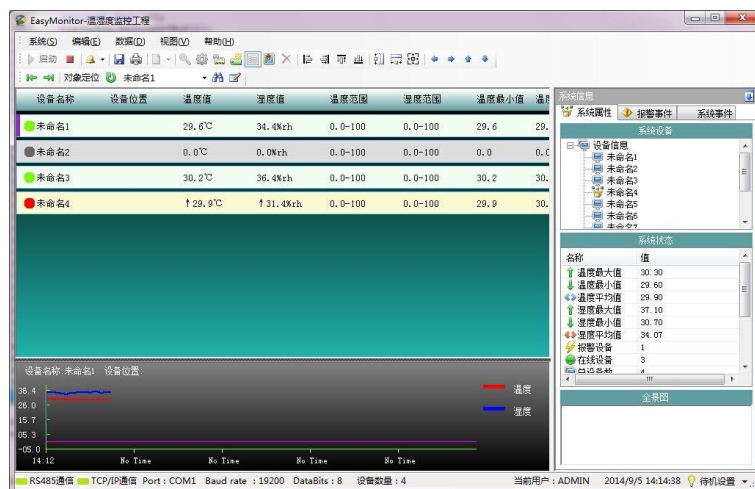 EasyMonitor-温湿度监控工程
系统(S) 编辑(E) 数据(D) 视图(V) 帮助(H)
启动
对象定位 未命名1
设备名称 设备位置 温度值 湿度值 温度范围 湿度范围 温度最小值
未命名1 29.6℃ 34.4%rh 0.0-100 0.0-100 29.6 29.
未命名2 0.0℃ 0.0%rh 0.0-100 0.0-100 0.0
未命名3 30.2℃ 36.4%rh 0.0-100 0.0-100 30.2 30.
未命名4 ↑29.9℃ ↑31.4%rh 0.0-100 0.0-100 29.9 30.
系统信息
系统属性 报警事件 系统事件
系统设备
设备信息
未命名1
未命名2
未命名3
未命名4
未命名5
未命名6
未命名7
系统状态
名称 值
温度最大值 30.30
温度最小值 29.60
温度平均值 29.90
湿度最大值 37.10
湿度最小值 30.70
湿度平均值 34.07
报警设备 1
在线设备 3
总设备数 4
全景图
设备名称:未命名1 设备位置:
36.4
26.0
15.7
05.3
-05.0
14:12 No Time No Time No Time No Time
温度
湿度
RS485通信 TCP/IP通信 Port：COM1 Baud rate：19200 DataBits：8 设备数量：4 当前用户：ADMIN 2014/9/5 14:14:38 待机设置